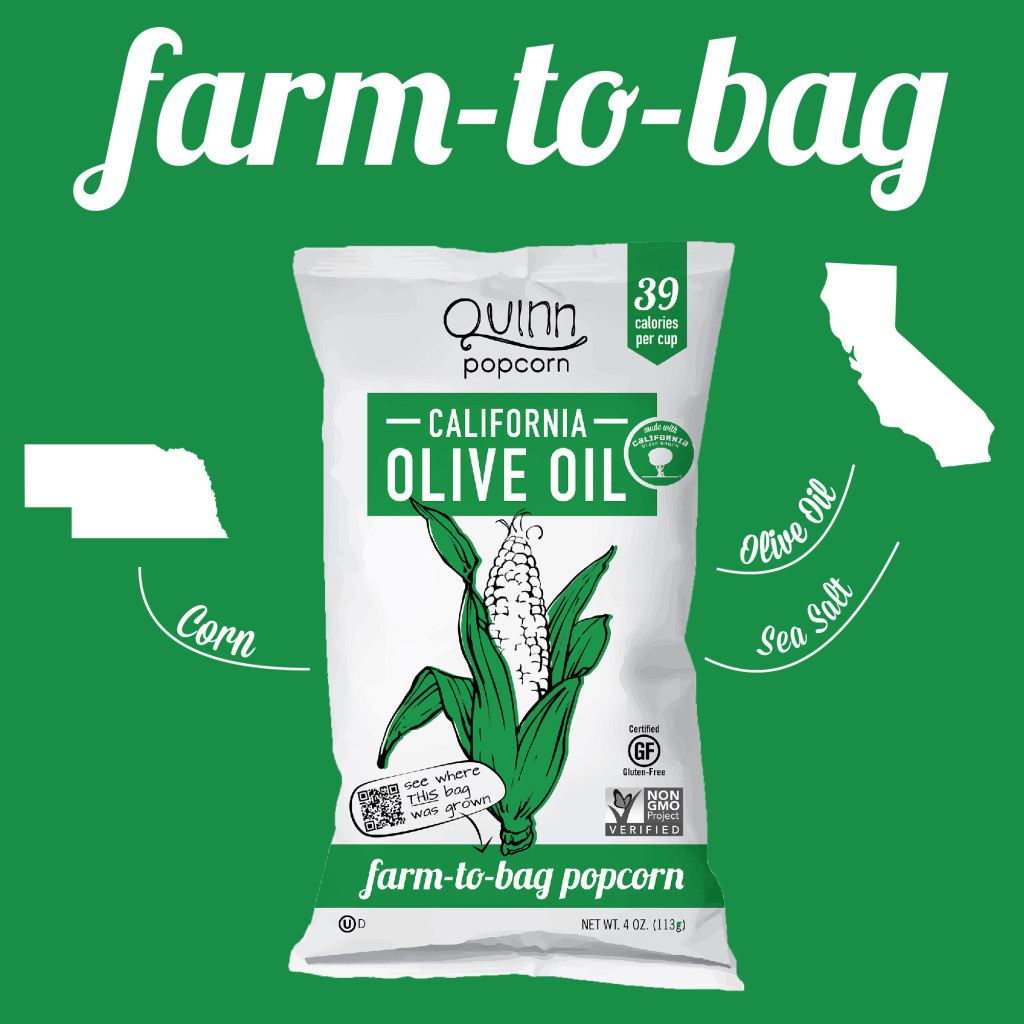 farm-to-bag
39
calories
per cup
Quinn
popcorn
CALIFORNIA
OLIVE OIL
made with
CALIFORNIA
OLIVE RANCH
Olive Oil
Sea Salt
Corn
Certified
GF
Gluten-Free
see where
THIS bag
was grown
NON
GMO
Project
VERIFIED
farm-to-bag popcorn
U D
NET WT. 4 OZ. (113g)